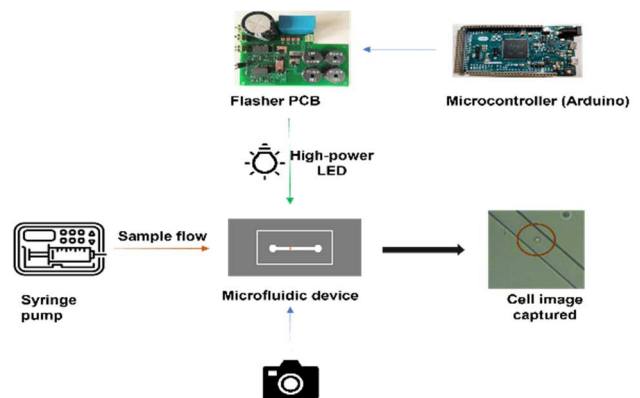 Flasher PCB
Microcontroller (Arduino)
High-power
LED
Sample flow
Syringe
pump
Microfluidic device
Cell image
captured